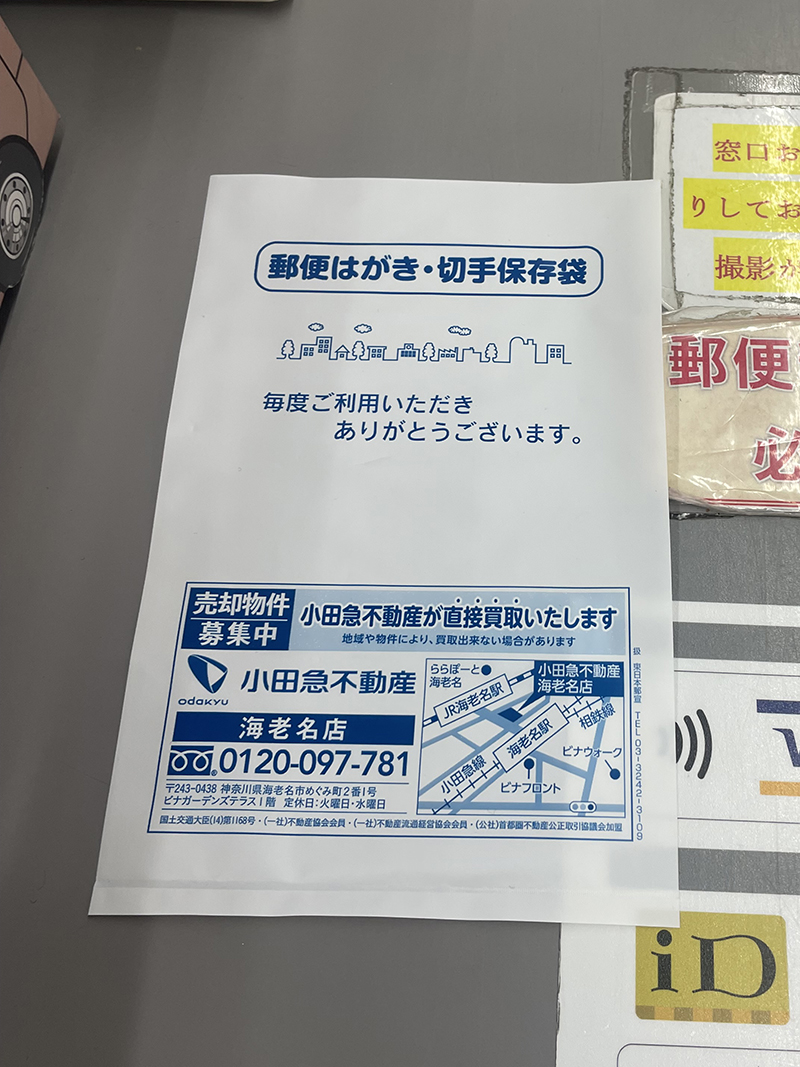 郵便はがき・切手保存袋
毎度ご利用いただき
ありがとうございます。
売却物件
募集中
小田急不動産が直接買取いたします
地域や物件により、買取出来ない場合があります
odakyu
小田急不動産
海老名店
0120-097-781
〒243-0438 神奈川県海老名市めぐみ町2番1号
ビナガーデンズテラス1階 定休日:火曜日・水曜日
ららぽーと
海老名
小田急不動産
海老名店
JR海老名駅
相鉄線
海老名駅
小田急線
ビナウォーク
ビナフロント
国土交通大臣(14)第1168号・(一社)不動産協会会員・(一社)不動産流通経営協会会員・(公社)首都圏不動産公正取引協議会加盟
扱 東日本郵宣 TEL 03-3242-3109
窓口お
りしてお
撮影が
郵便
必
iD